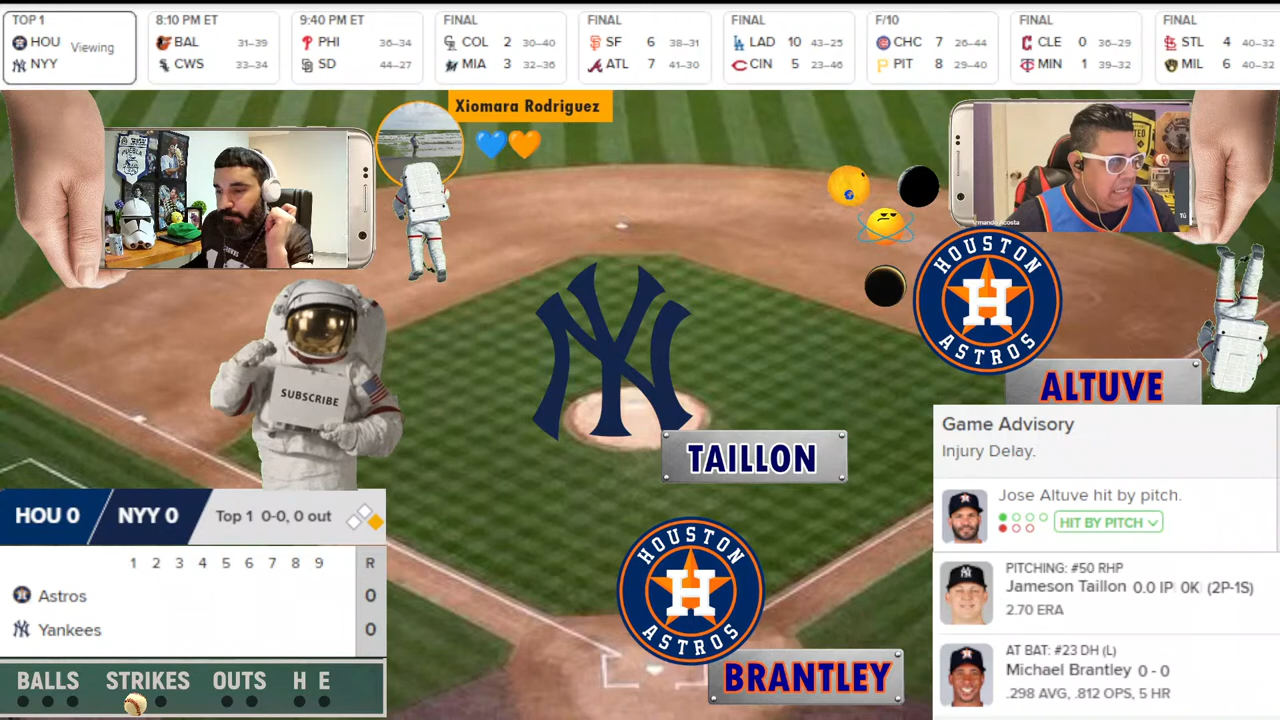 TOP 1
HOU Viewing
NYY
8:10 PM ET
BAL 31-39
CWS 33-34
9:40 PM ET
PHI 36-34
SD 44-27
FINAL
COL 2 30-40
MIA 3 32-36
FINAL
SF 6 38-31
ATL 7 41-30
FINAL
LAD 10 43-25
CIN 5 23-46
F/10
CHC 7 26-44
PIT 8 29-40
FINAL
CLE 0 36-29
MIN 1 39-32
FINAL
STL 4 40-32
MIL 6 40-32
Xiomara Rodriguez
Armando Acosta
Tú
HOUSTON
H
ASTROS
ALTUVE
NY
TAILLON
SUBSCRIBE
Game Advisory
Injury Delay.
Jose Altuve hit by pitch.
HIT BY PITCH
PITCHING: #50 RHP
Jameson Taillon 0.0 IP 0K (2P-1S)
2.70 ERA
AT BAT: #23 DH (L)
Michael Brantley 0 - 0
.298 AVG, .812 OPS, 5 HR
HOUSTON
H
ASTROS
BRANTLEY
HOU 0 NYY 0 Top 1 0-0, 0 out
1 2 3 4 5 6 7 8 9 R
Astros 0
Yankees 0
BALLS STRIKES OUTS H E